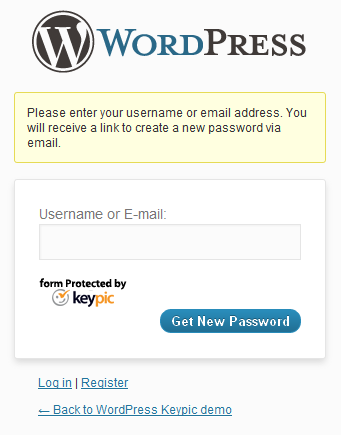 WORDPRESS
Please enter your username or email address. You
will receive a link to create a new password via
email.
Username or E-mail:
form Protected by
keypic
Get New Password
Log in | Register
← Back to WordPress Keypic demo